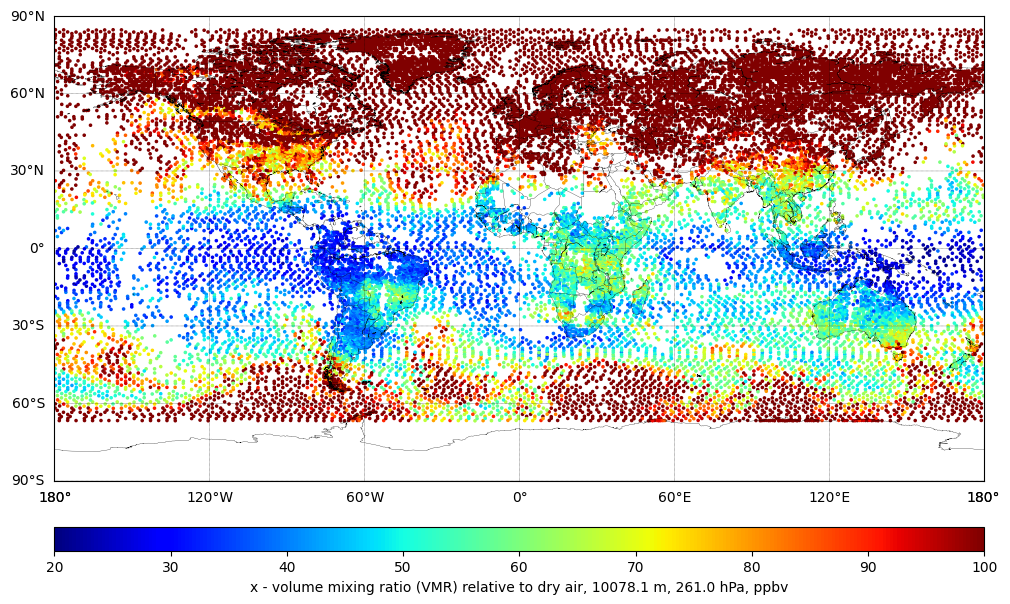 90°N
60°N
30°N
0°
30°S
60°S
90°S
180° 120°W 60°W 0° 60°E 120°E 180°
20 30 40 50 60 70 80 90 100
x - volume mixing ratio (VMR) relative to dry air, 10078.1 m, 261.0 hPa, ppbv